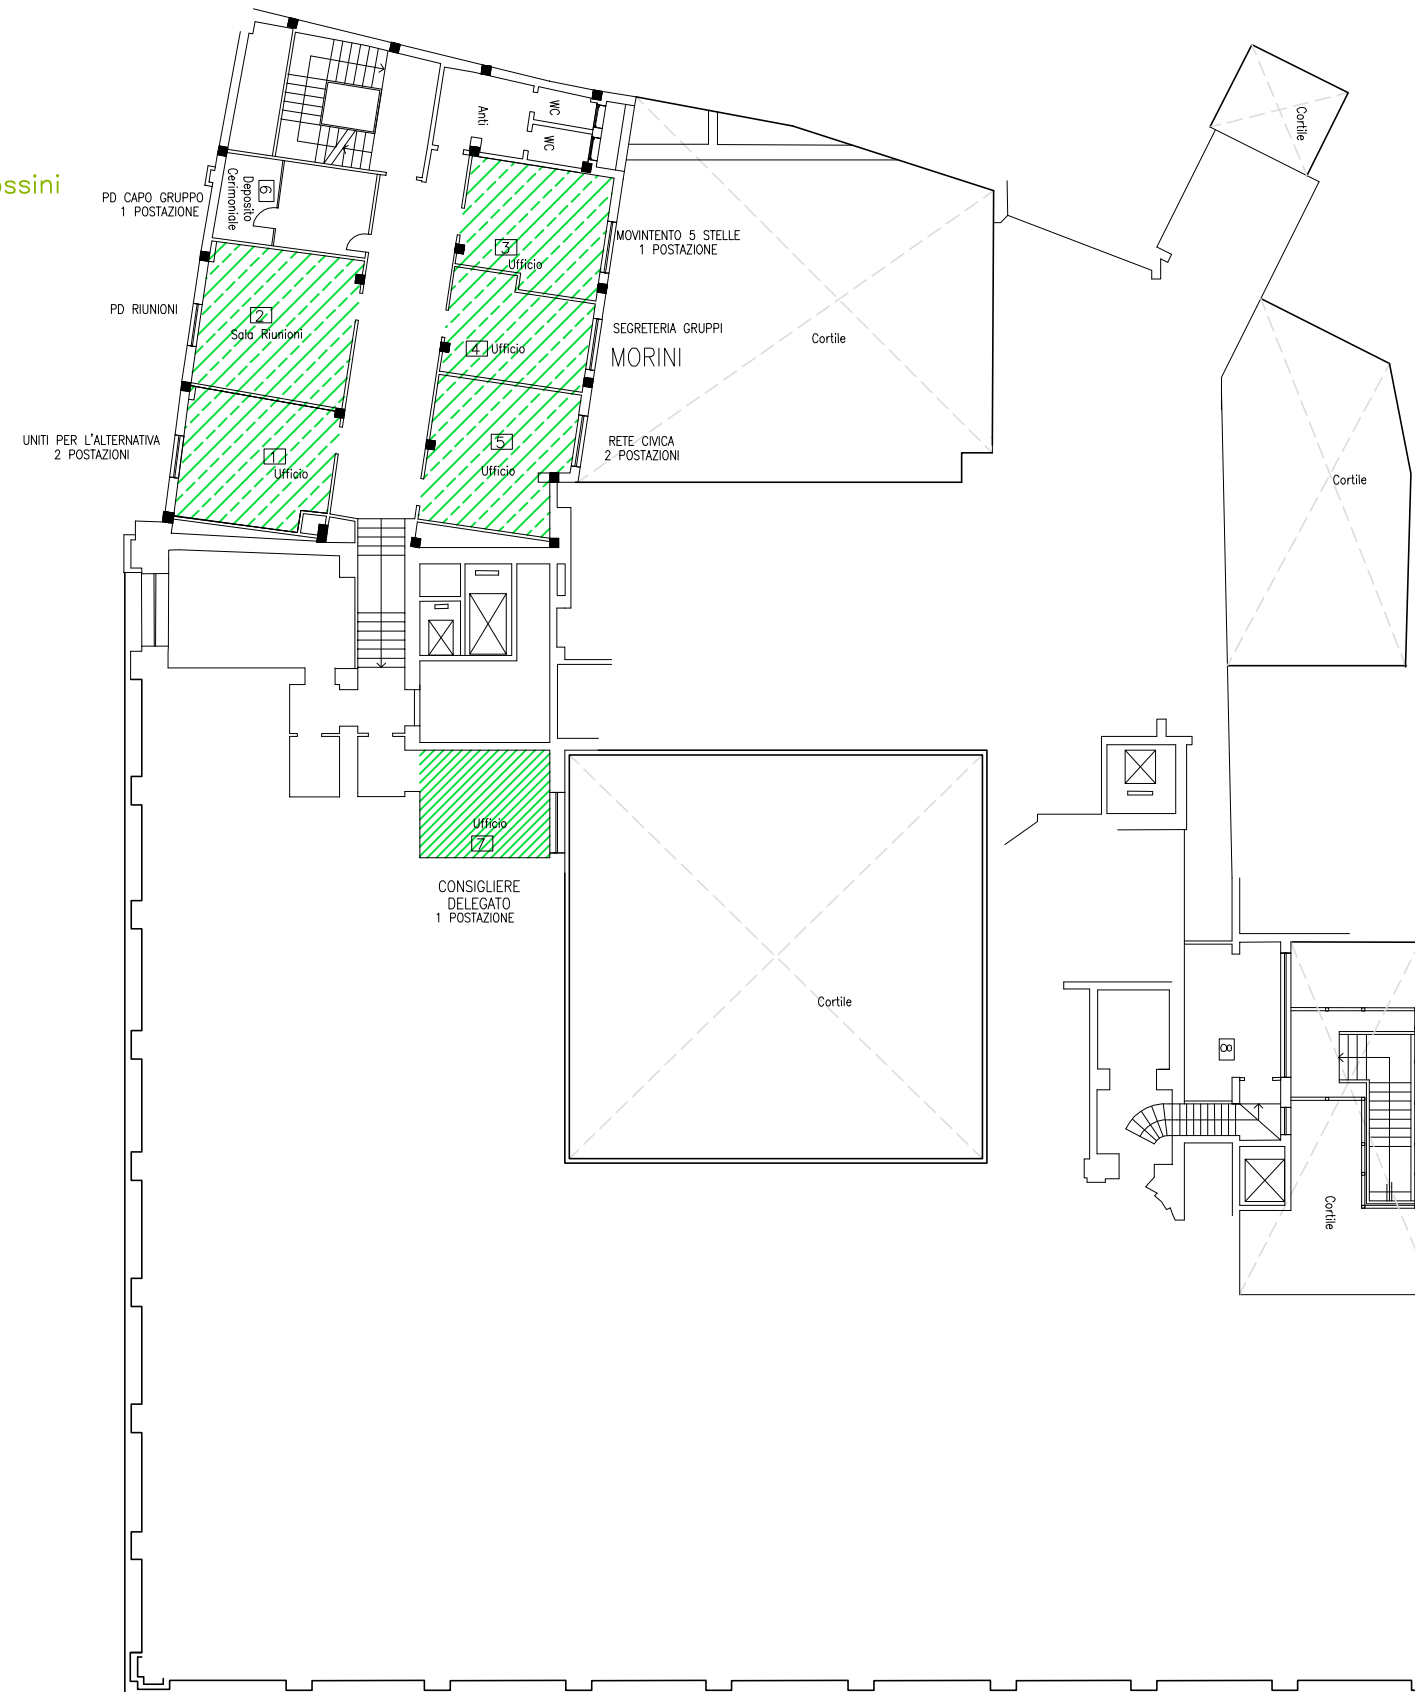 ossini
PD CAPO GRUPPO
1 POSTAZIONE
6
Deposito
Cerimoniale
Anti
WC
WC
3
Ufficio
MOVINTENTO 5 STELLE
1 POSTAZIONE
PD RIUNIONI
2
Sala Riunioni
4
Ufficio
SEGRETERIA GRUPPI
MORINI
UNITI PER L'ALTERNATIVA
2 POSTAZIONI
1
Ufficio
5
Ufficio
RETE CIVICA
2 POSTAZIONI
Cortile
Cortile
Cortile
Ufficio
7
CONSIGLIERE
DELEGATO
1 POSTAZIONE
Cortile
8
Cortile